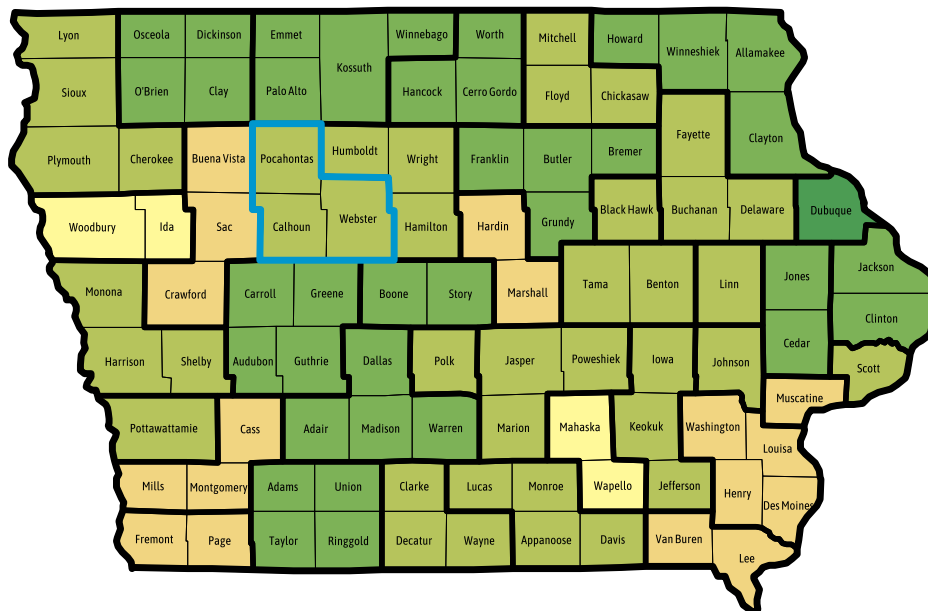 Lyon
Osceola
Dickinson
Emmet
Kossuth
Winnebago
Worth
Mitchell
Howard
Winneshiek
Allamakee
Sioux
O'Brien
Clay
Palo Alto
Hancock
Cerro Gordo
Floyd
Chickasaw
Fayette
Clayton
Plymouth
Cherokee
Buena Vista
Pocahontas
Humboldt
Wright
Franklin
Butler
Bremer
Woodbury
Ida
Sac
Calhoun
Webster
Hamilton
Hardin
Grundy
Black Hawk
Buchanan
Delaware
Dubuque
Monona
Crawford
Carroll
Greene
Boone
Story
Marshall
Tama
Benton
Linn
Jones
Jackson
Clinton
Harrison
Shelby
Audubon
Guthrie
Dallas
Polk
Jasper
Poweshiek
Iowa
Johnson
Cedar
Scott
Muscatine
Pottawattamie
Cass
Adair
Madison
Warren
Marion
Mahaska
Keokuk
Washington
Louisa
Mills
Montgomery
Adams
Union
Clarke
Lucas
Monroe
Wapello
Jefferson
Henry
Des Moines
Fremont
Page
Taylor
Ringgold
Decatur
Wayne
Appanoose
Davis
Van Buren
Lee